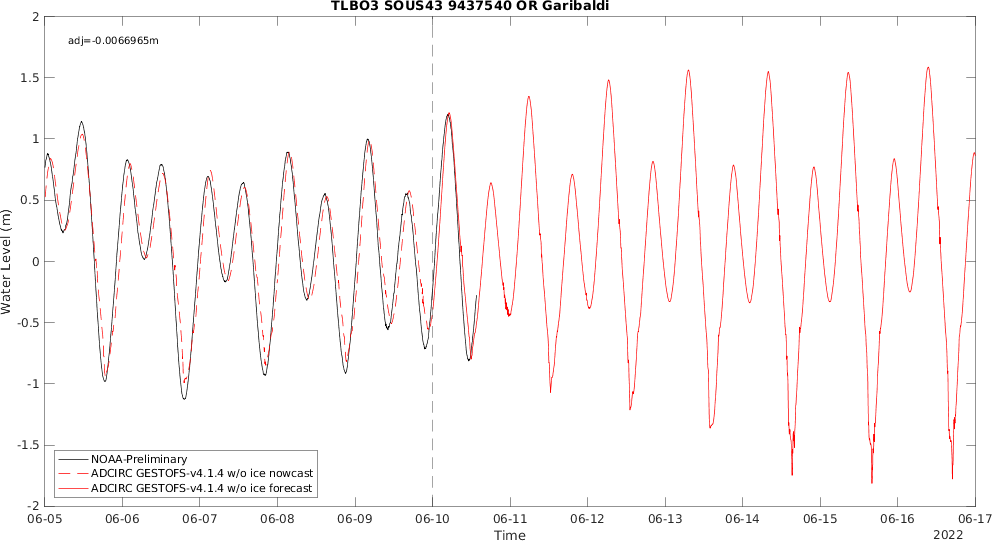 TLBO3 SOUS43 9437540 OR Garibaldi
adj=-0.0066965m
Water Level (m)
2
1.5
1
0.5
0
-0.5
-1
-1.5
-2
NOAA-Preliminary
ADCIRC GESTOFS-v4.1.4 w/o ice nowcast
ADCIRC GESTOFS-v4.1.4 w/o ice forecast
06-05 06-06 06-07 06-08 06-09 06-10 06-11 06-12 06-13 06-14 06-15 06-16 06-17
Time
2022